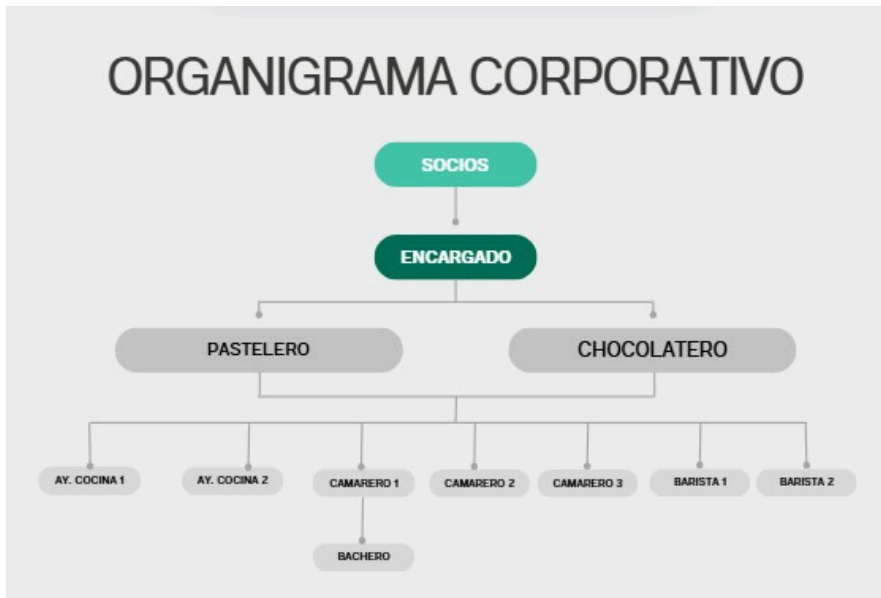 ORGANIGRAMA CORPORATIVO
SOCIOS
ENCARGADO
PASTELERO
CHOCOLATERO
AY. COCINA 1
AY. COCINA 2
CAMARERO 1
CAMARERO 2
CAMARERO 3
BARISTA 1
BARISTA 2
BACHERO